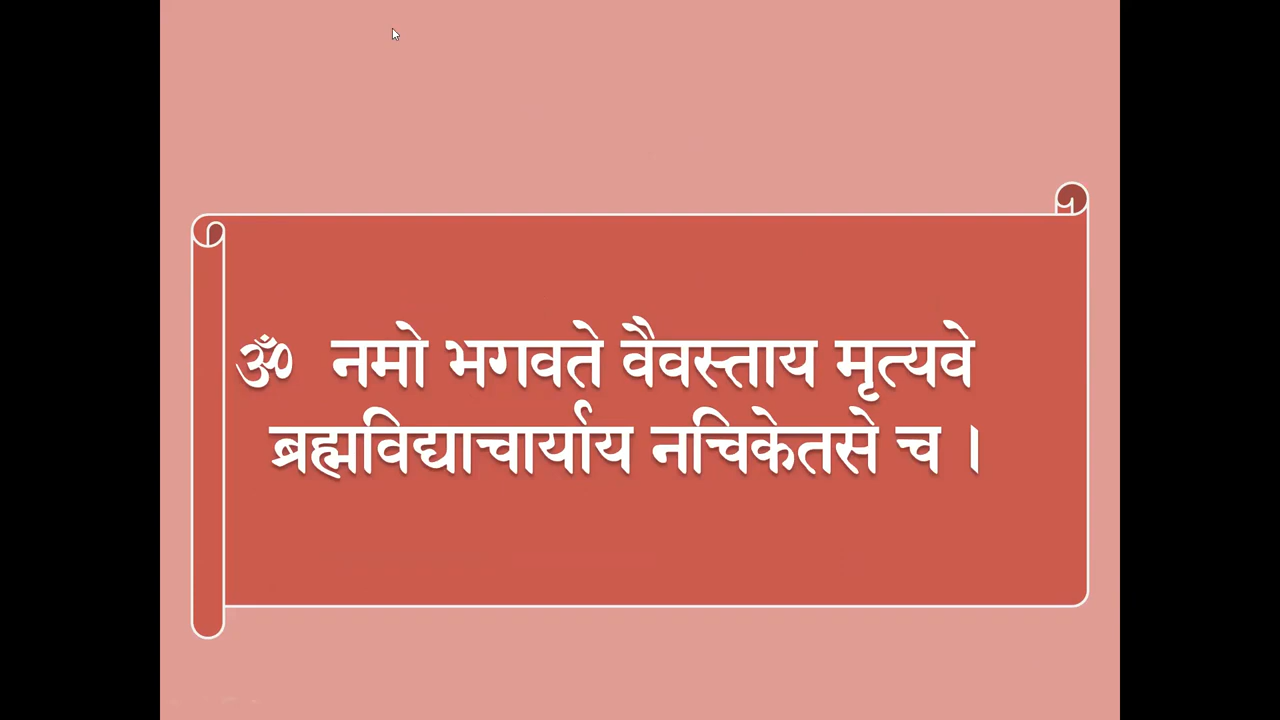 ॐ नमो भगवते वैवस्ताय मृत्यवे
ब्रह्मविद्याचार्याय नचिकेतसे च ।